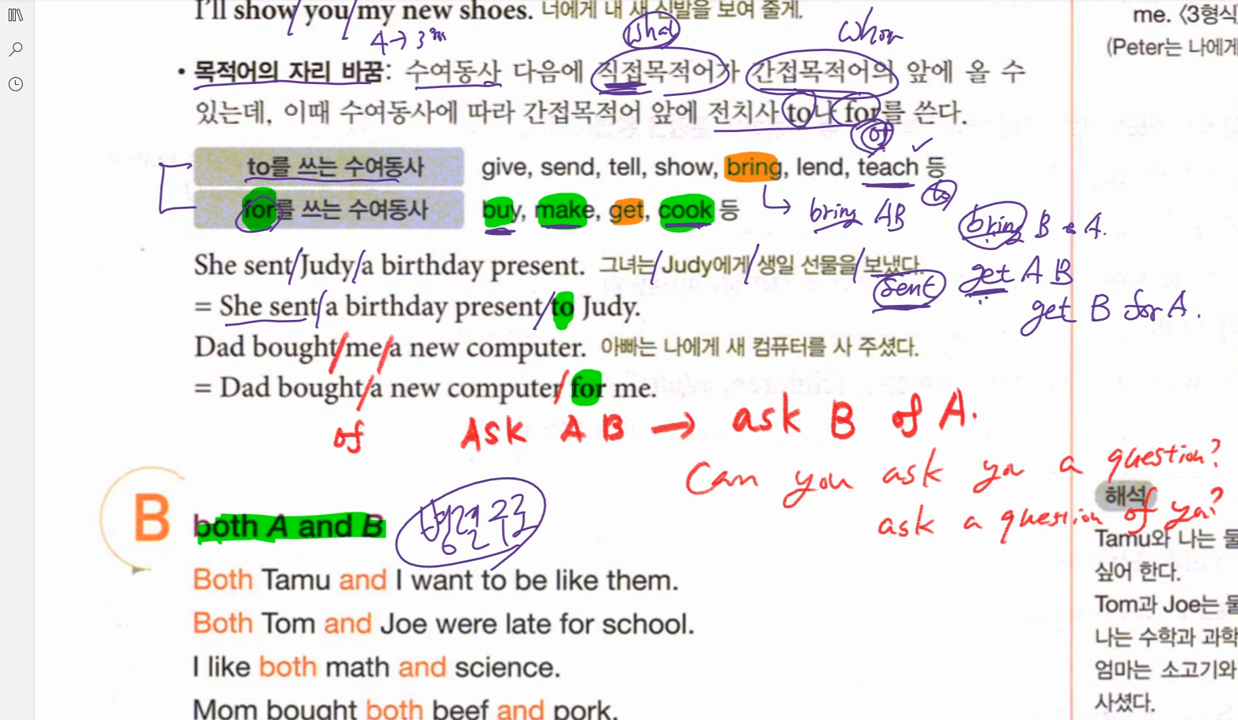 I'll show/you/my new shoes. 너에게 내 새 신발을 보여 줄게.
4→3
me. 〈3형식
(Peter는 나에게
what
whom
• 목적어의 자리 바꿈: 수여동사 다음에 직접목적어가 간접목적어의 앞에 올 수
있는데, 이때 수여동사에 따라 간접목적어 앞에 전치사 to나 for를 쓴다.
of
to를 쓰는 수여동사 give, send, tell, show, bring, lend, teach 등
to
for를 쓰는 수여동사 buy, make, get, cook 등
bring AB
bring B A.
She sent/Judy/a birthday present. 그녀는/Judy에게/생일 선물을/보냈다.
sent
get A B
= She sent/a birthday present/to Judy.
get B for A.
Dad bought/me/a new computer. 아빠는 나에게 새 컴퓨터를 사 주셨다.
= Dad bought/a new computer/for me.
of ASK A B → ask B of A.
Can you ask you a question?
ask a question of you?
B
both A and B
병렬구조
Both Tamu and I want to be like them.
Both Tom and Joe were late for school.
I like both math and science.
Mom bought both beef and pork.
해석
Tamu와 나는 물
싶어 한다.
Tom과 Joe는 둘
나는 수학과 과학
엄마는 소고기와
사셨다.